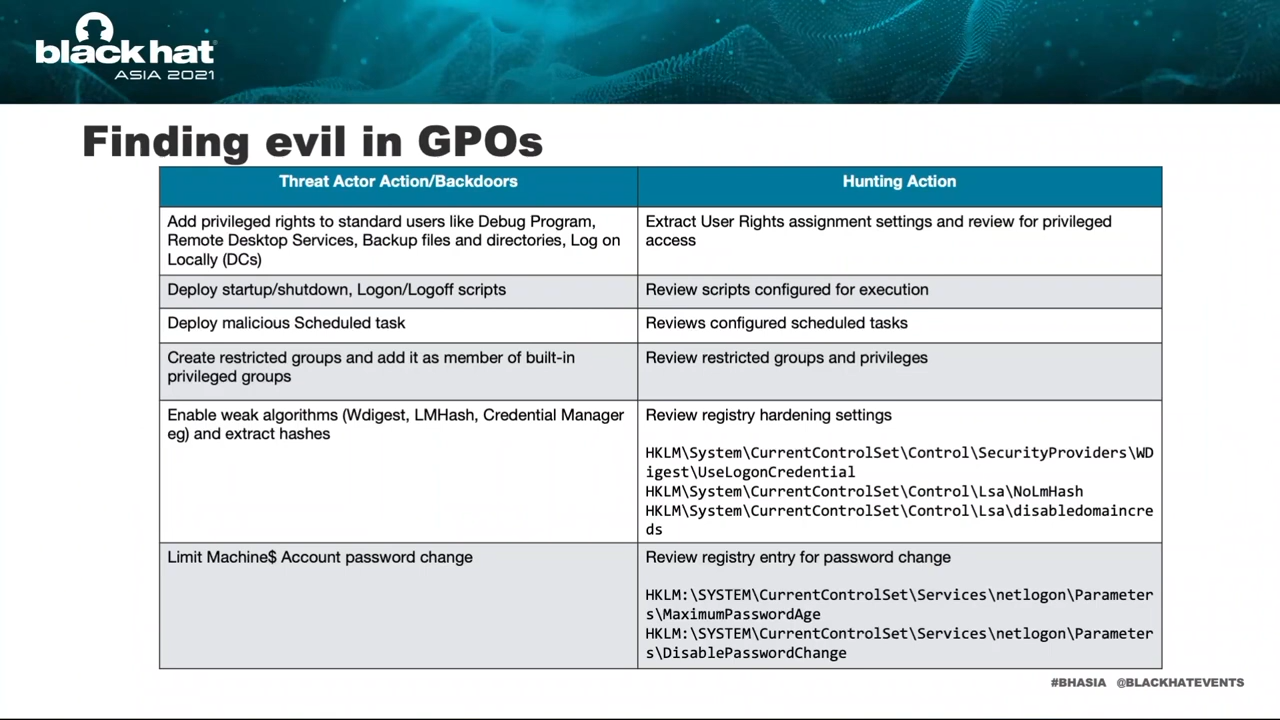 black hat
ASIA 2021
Finding evil in GPOs
Threat Actor Action/Backdoors
Hunting Action
Add privileged rights to standard users like Debug Program,
Remote Desktop Services, Backup files and directories, Log on
Locally (DCs)
Extract User Rights assignment settings and review for privileged
access
Deploy startup/shutdown, Logon/Logoff scripts
Review scripts configured for execution
Deploy malicious Scheduled task
Reviews configured scheduled tasks
Create restricted groups and add it as member of built-in
privileged groups
Review restricted groups and privileges
Enable weak algorithms (Wdigest, LMHash, Credential Manager
eg) and extract hashes
Review registry hardening settings
HKLM\System\CurrentControlSet\Control\SecurityProviders\WD
igest\UseLogonCredential
HKLM\System\CurrentControlSet\Control\Lsa\NoLmHash
HKLM\System\CurrentControlSet\Control\Lsa\disabledomaincre
ds
Limit Machine$ Account password change
Review registry entry for password change
HKLM:\SYSTEM\CurrentControlSet\Services\netlogon\Parameter
s\MaximumPasswordAge
HKLM:\SYSTEM\CurrentControlSet\Services\netlogon\Parameter
s\DisablePasswordChange
#BHASIA @BLACKHATEVENTS